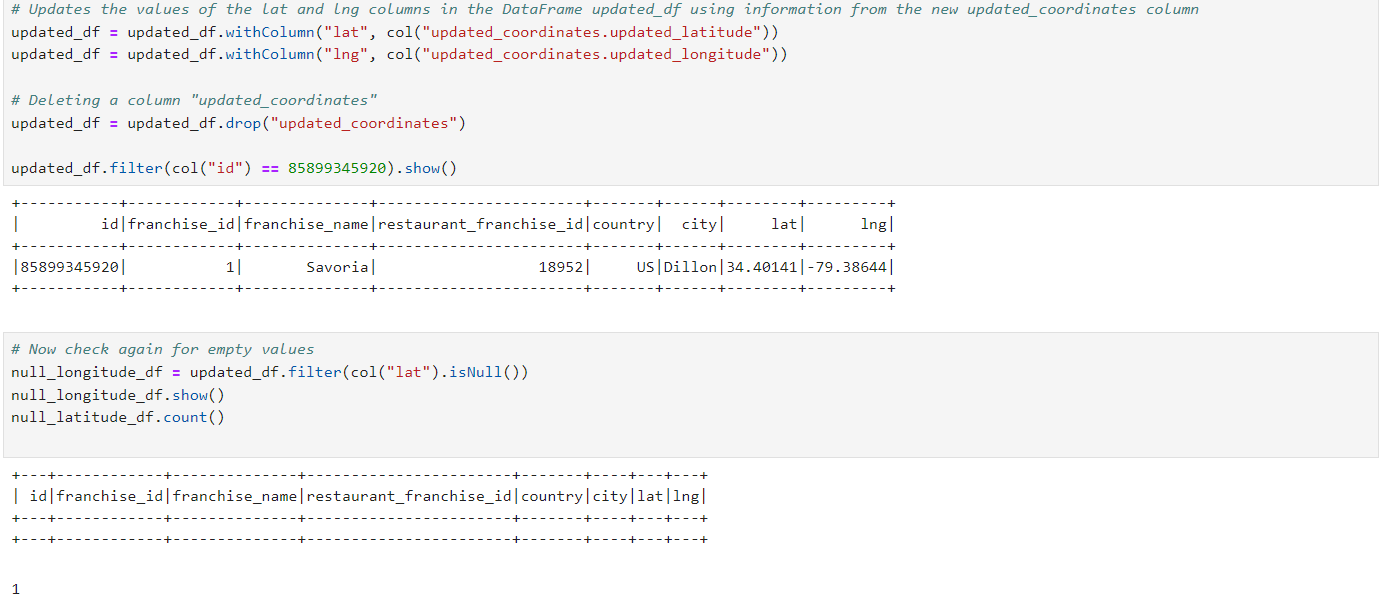 # Updates the values of the lat and lng columns in the DataFrame updated_df using information from the new updated_coordinates column
updated_df = updated_df.withColumn("lat", col("updated_coordinates.updated_latitude"))
updated_df = updated_df.withColumn("lng", col("updated_coordinates.updated_longitude"))
# Deleting a column "updated_coordinates"
updated_df = updated_df.drop("updated_coordinates")
updated_df.filter(col("id") == 85899345920).show()
+-----------+------------+--------------+-----------------------+-------+------+--------+---------+
|         id|franchise_id|franchise_name|restaurant_franchise_id|country|  city|     lat|      lng|
+-----------+------------+--------------+-----------------------+-------+------+--------+---------+
|85899345920|           1|       Savoria|                  18952|     US|Dillon|34.40141|-79.38644|
+-----------+------------+--------------+-----------------------+-------+------+--------+---------+
# Now check again for empty values
null_longitude_df = updated_df.filter(col("lat").isNull())
null_longitude_df.show()
null_latitude_df.count()
+---+------------+--------------+-----------------------+-------+----+---+---+
| id|franchise_id|franchise_name|restaurant_franchise_id|country|city|lat|lng|
+---+------------+--------------+-----------------------+-------+----+---+---+
+---+------------+--------------+-----------------------+-------+----+---+---+
1